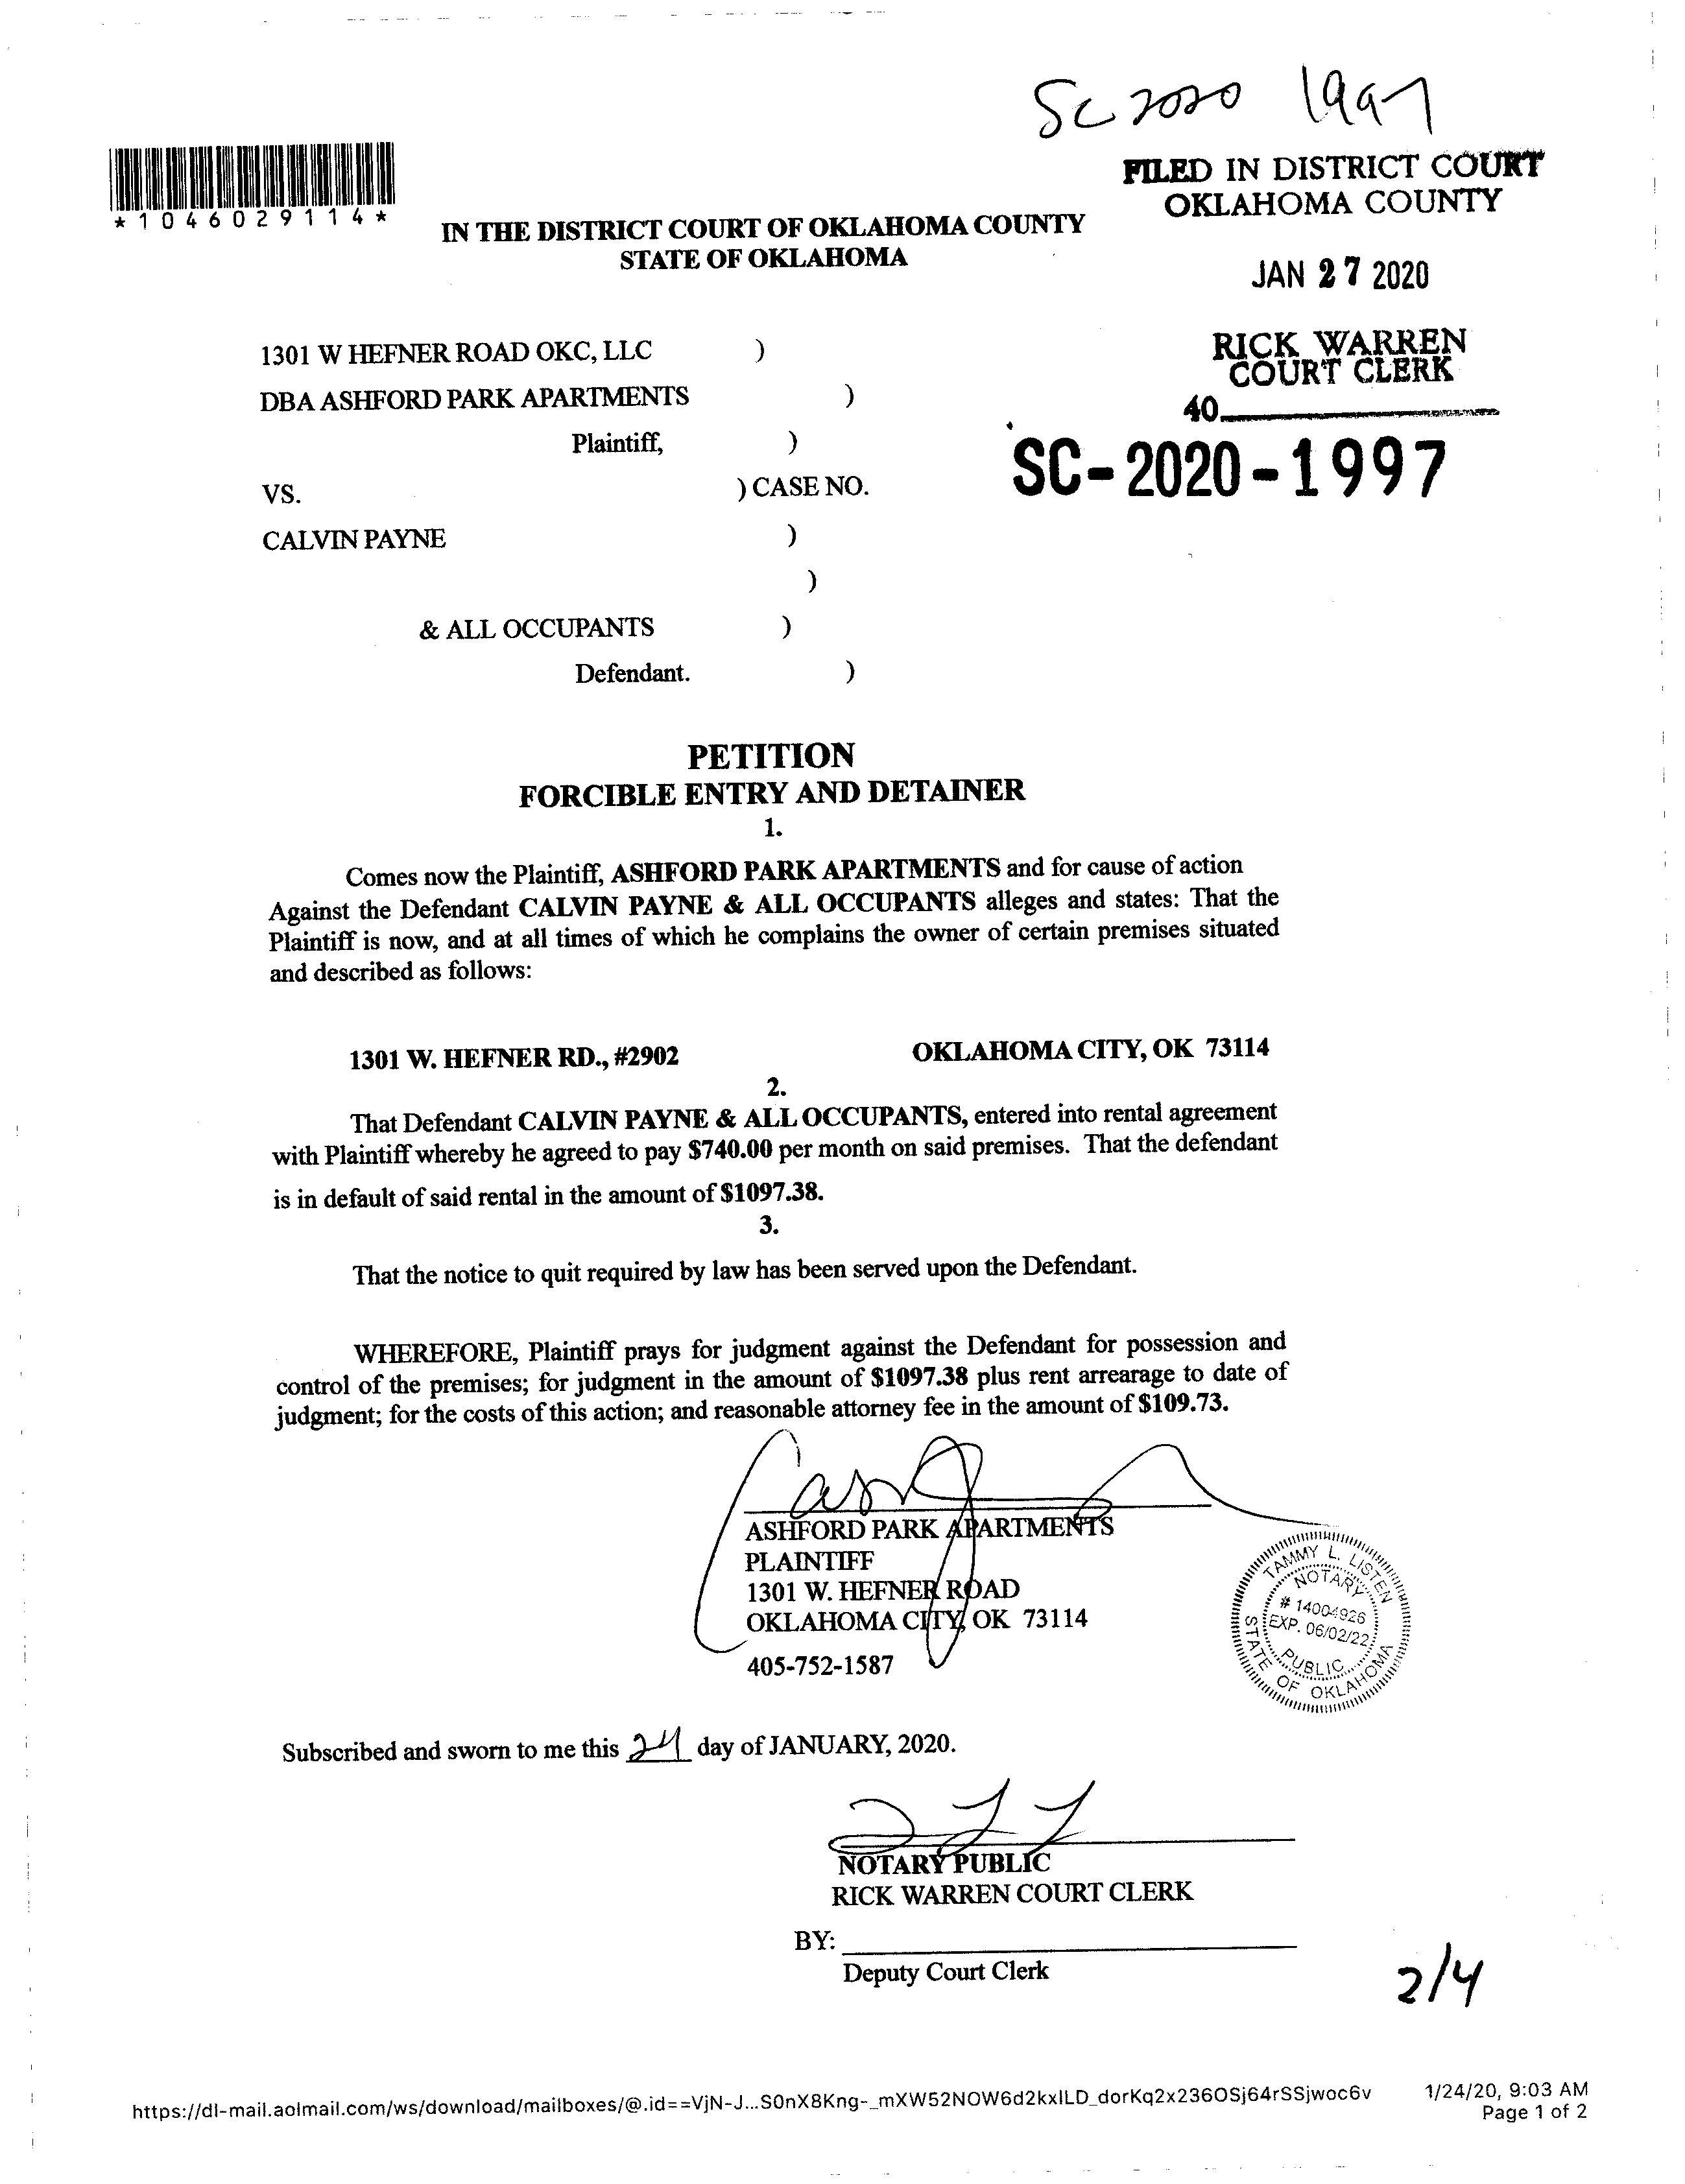 SC 2020 1997
FILED IN DISTRICT COURT
OKLAHOMA COUNTY
*1046029114*
IN THE DISTRICT COURT OF OKLAHOMA COUNTY
STATE OF OKLAHOMA
JAN 27 2020
RICK WARREN
COURT CLERK
40
1301 W HEFNER ROAD OKC, LLC )
DBA ASHFORD PARK APARTMENTS )
Plaintiff, )
SC-2020-1997
VS. ) CASE NO.
CALVIN PAYNE )
)
& ALL OCCUPANTS )
Defendant. )
PETITION
FORCIBLE ENTRY AND DETAINER
1.
Comes now the Plaintiff, ASHFORD PARK APARTMENTS and for cause of action
Against the Defendant CALVIN PAYNE & ALL OCCUPANTS alleges and states: That the
Plaintiff is now, and at all times of which he complains the owner of certain premises situated
and described as follows:
1301 W. HEFNER RD., #2902 OKLAHOMA CITY, OK 73114
2.
That Defendant CALVIN PAYNE & ALL OCCUPANTS, entered into rental agreement
with Plaintiff whereby he agreed to pay $740.00 per month on said premises. That the defendant
is in default of said rental in the amount of $1097.38.
3.
That the notice to quit required by law has been served upon the Defendant.
WHEREFORE, Plaintiff prays for judgment against the Defendant for possession and
control of the premises; for judgment in the amount of $1097.38 plus rent arrearage to date of
judgment; for the costs of this action; and reasonable attorney fee in the amount of $109.73.
ASHFORD PARK APARTMENTS
PLAINTIFF
1301 W. HEFNER ROAD
OKLAHOMA CITY, OK 73114
405-752-1587
TAMMY L. LISTEN
NOTARY
# 14004926
EXP. 06/02/22
PUBLIC
STATE OF OKLAHOMA
Subscribed and sworn to me this 24 day of JANUARY, 2020.
NOTARY PUBLIC
RICK WARREN COURT CLERK
BY:
Deputy Court Clerk
2/4
https://dl-mail.aolmail.com/ws/download/mailboxes/@.id==VjN-J...S0nX8Kng-_mXW52NOW6d2kxlLD_dorKq2x236OSj64rSSjwoc6v 1/24/20, 9:03 AM
Page 1 of 2